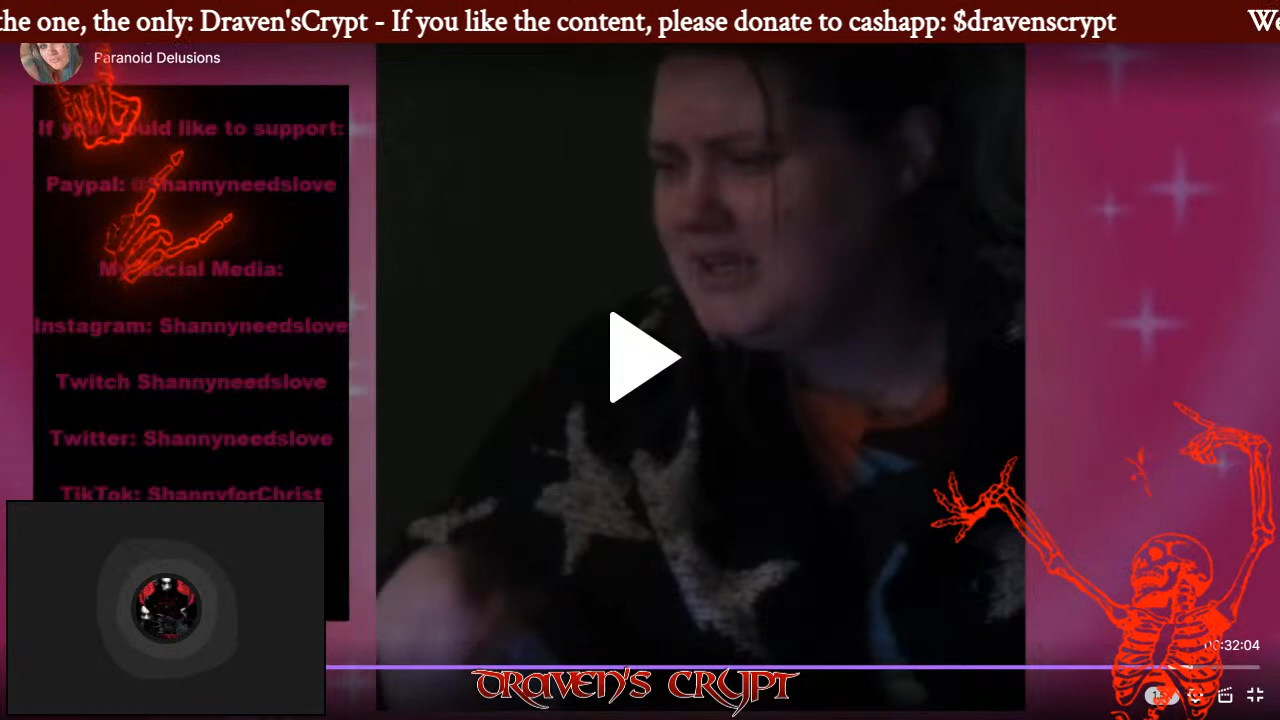 the one, the only: Draven'sCrypt - If you like the content, please donate to cashapp: $dravenscrypt
We
Paranoid Delusions
If you would like to support:
Paypal: @Shannyneedslove
My Social Media:
Instagram: Shannyneedslove
Twitch Shannyneedslove
Twitter: Shannyneedslove
TikTok: ShannyforChrist
00:32:04
DRAVEN'S CRYPT